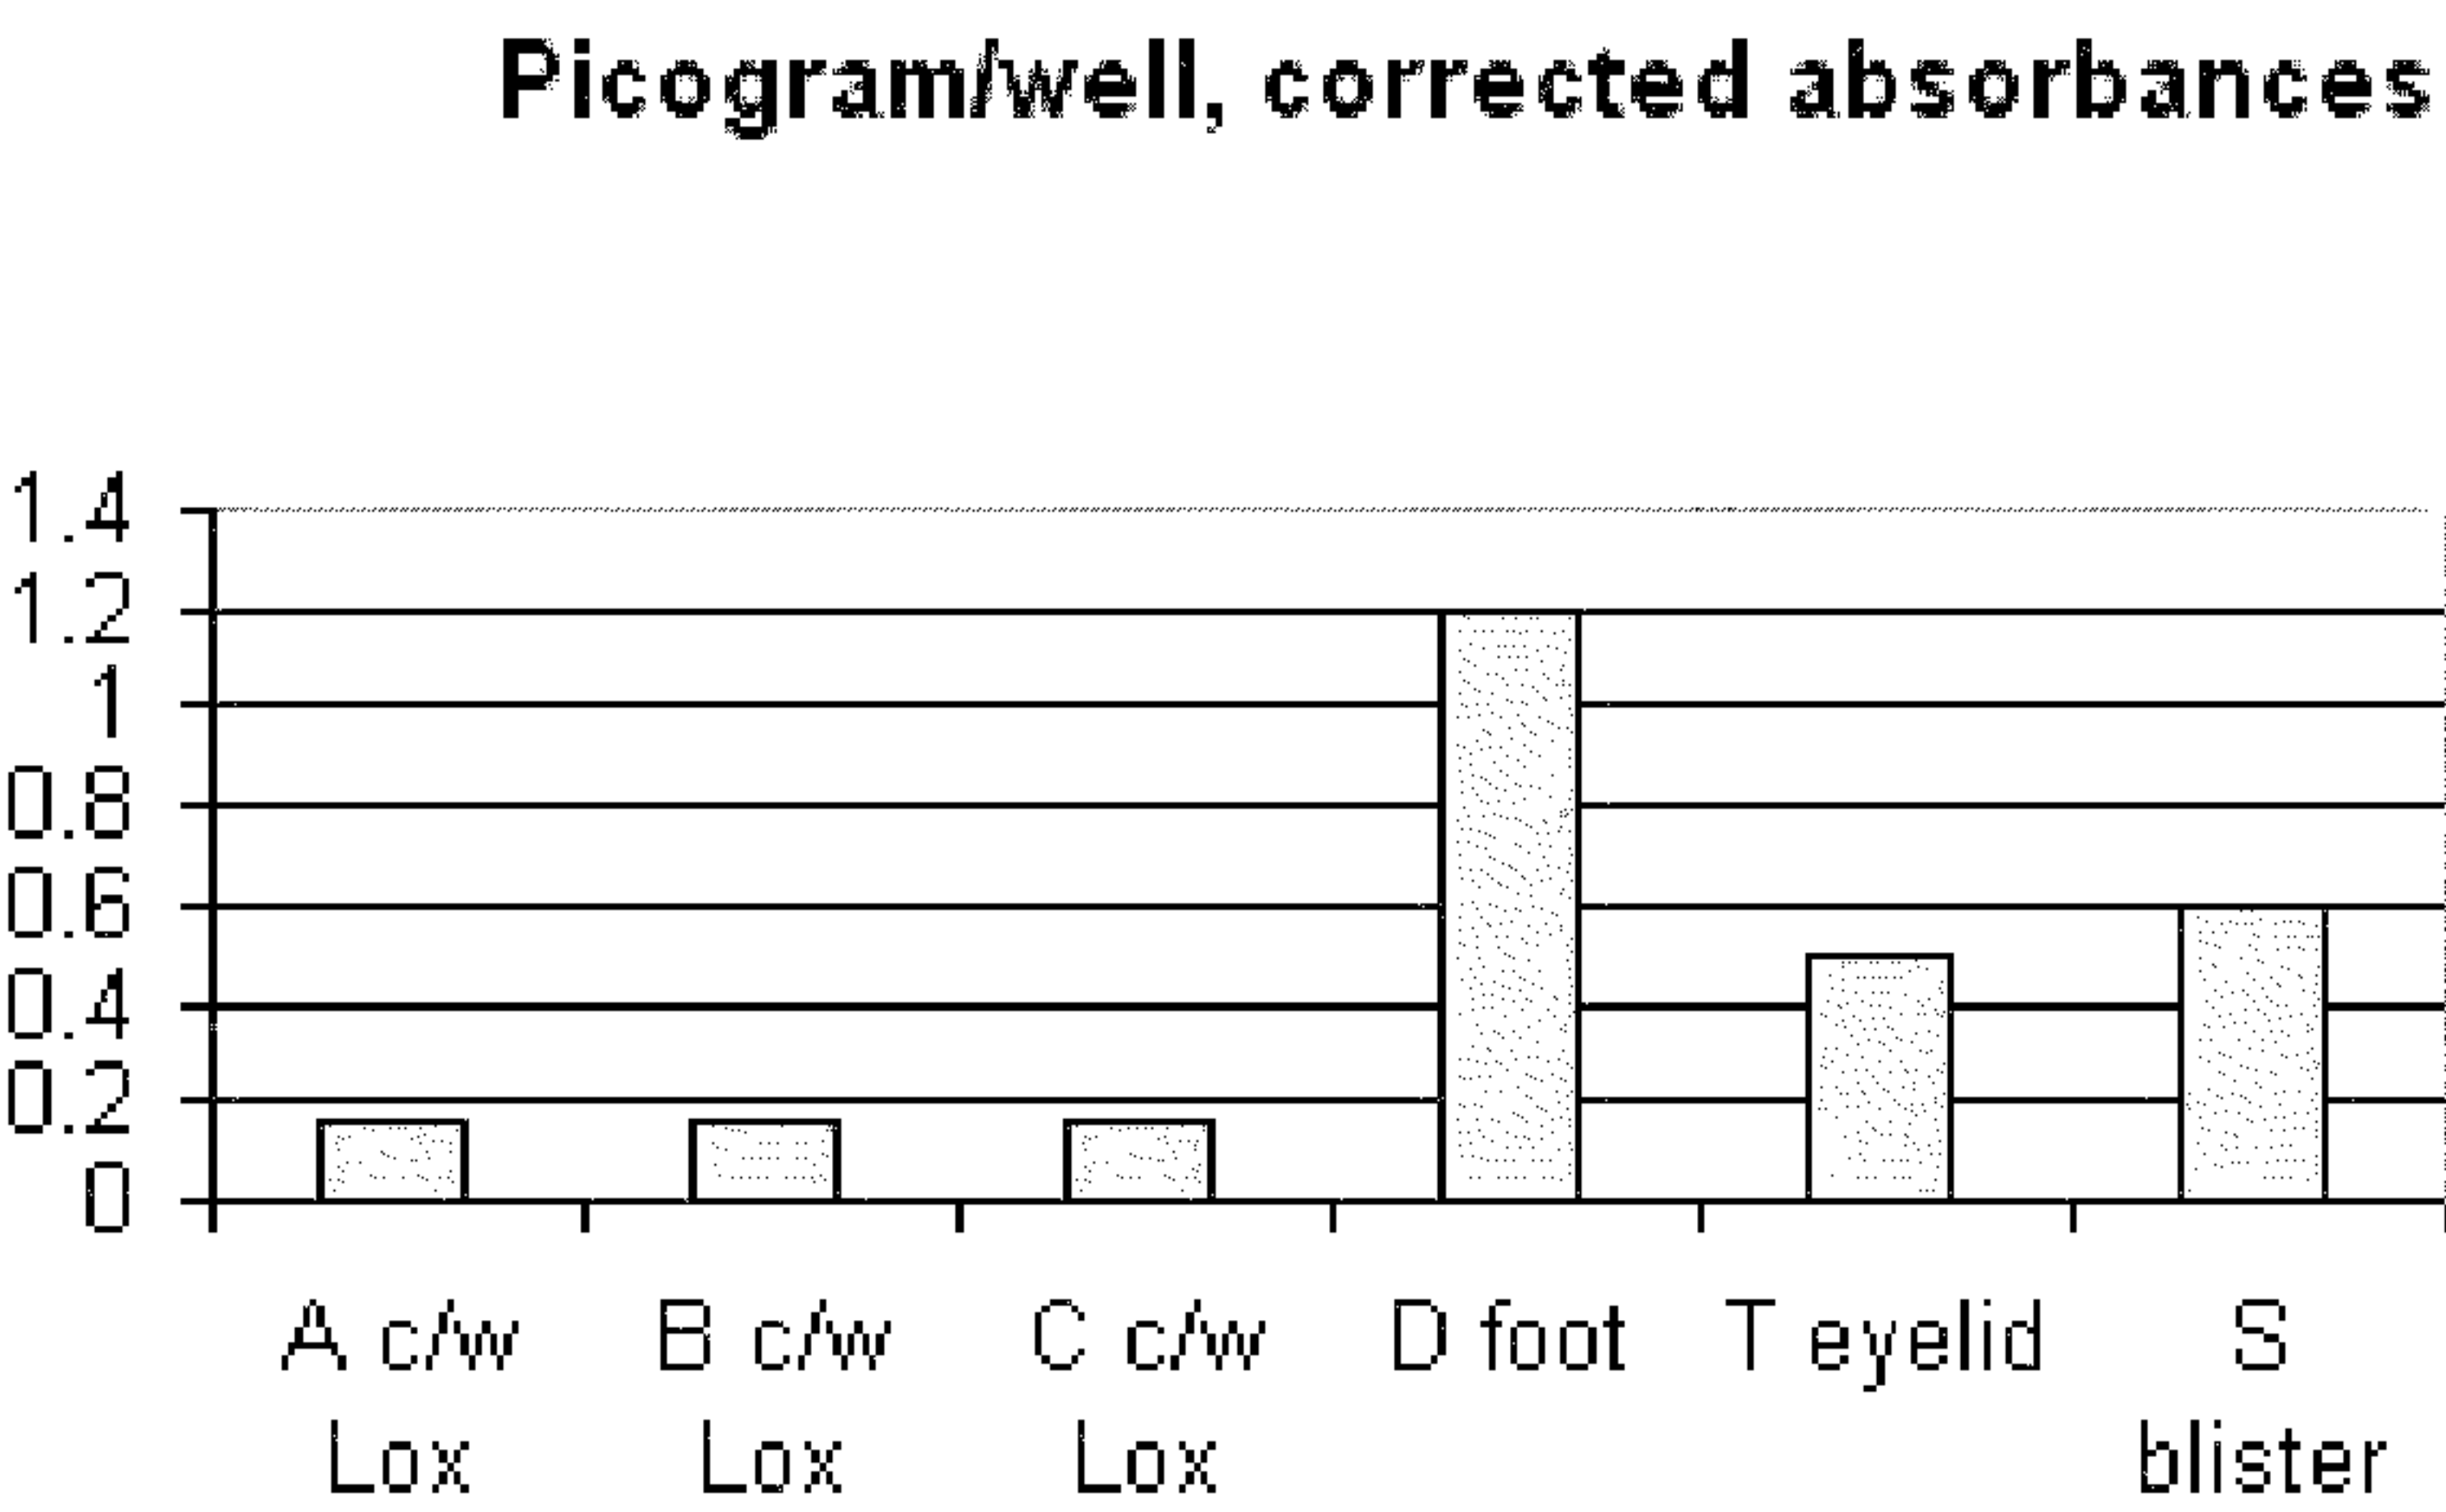 Picogram/well, corrected absorbances
1.4
1.2
1
0.8
0.6
0.4
0.2
0
A c/w Lox
B c/w Lox
C c/w Lox
D foot
T eyelid
S blister